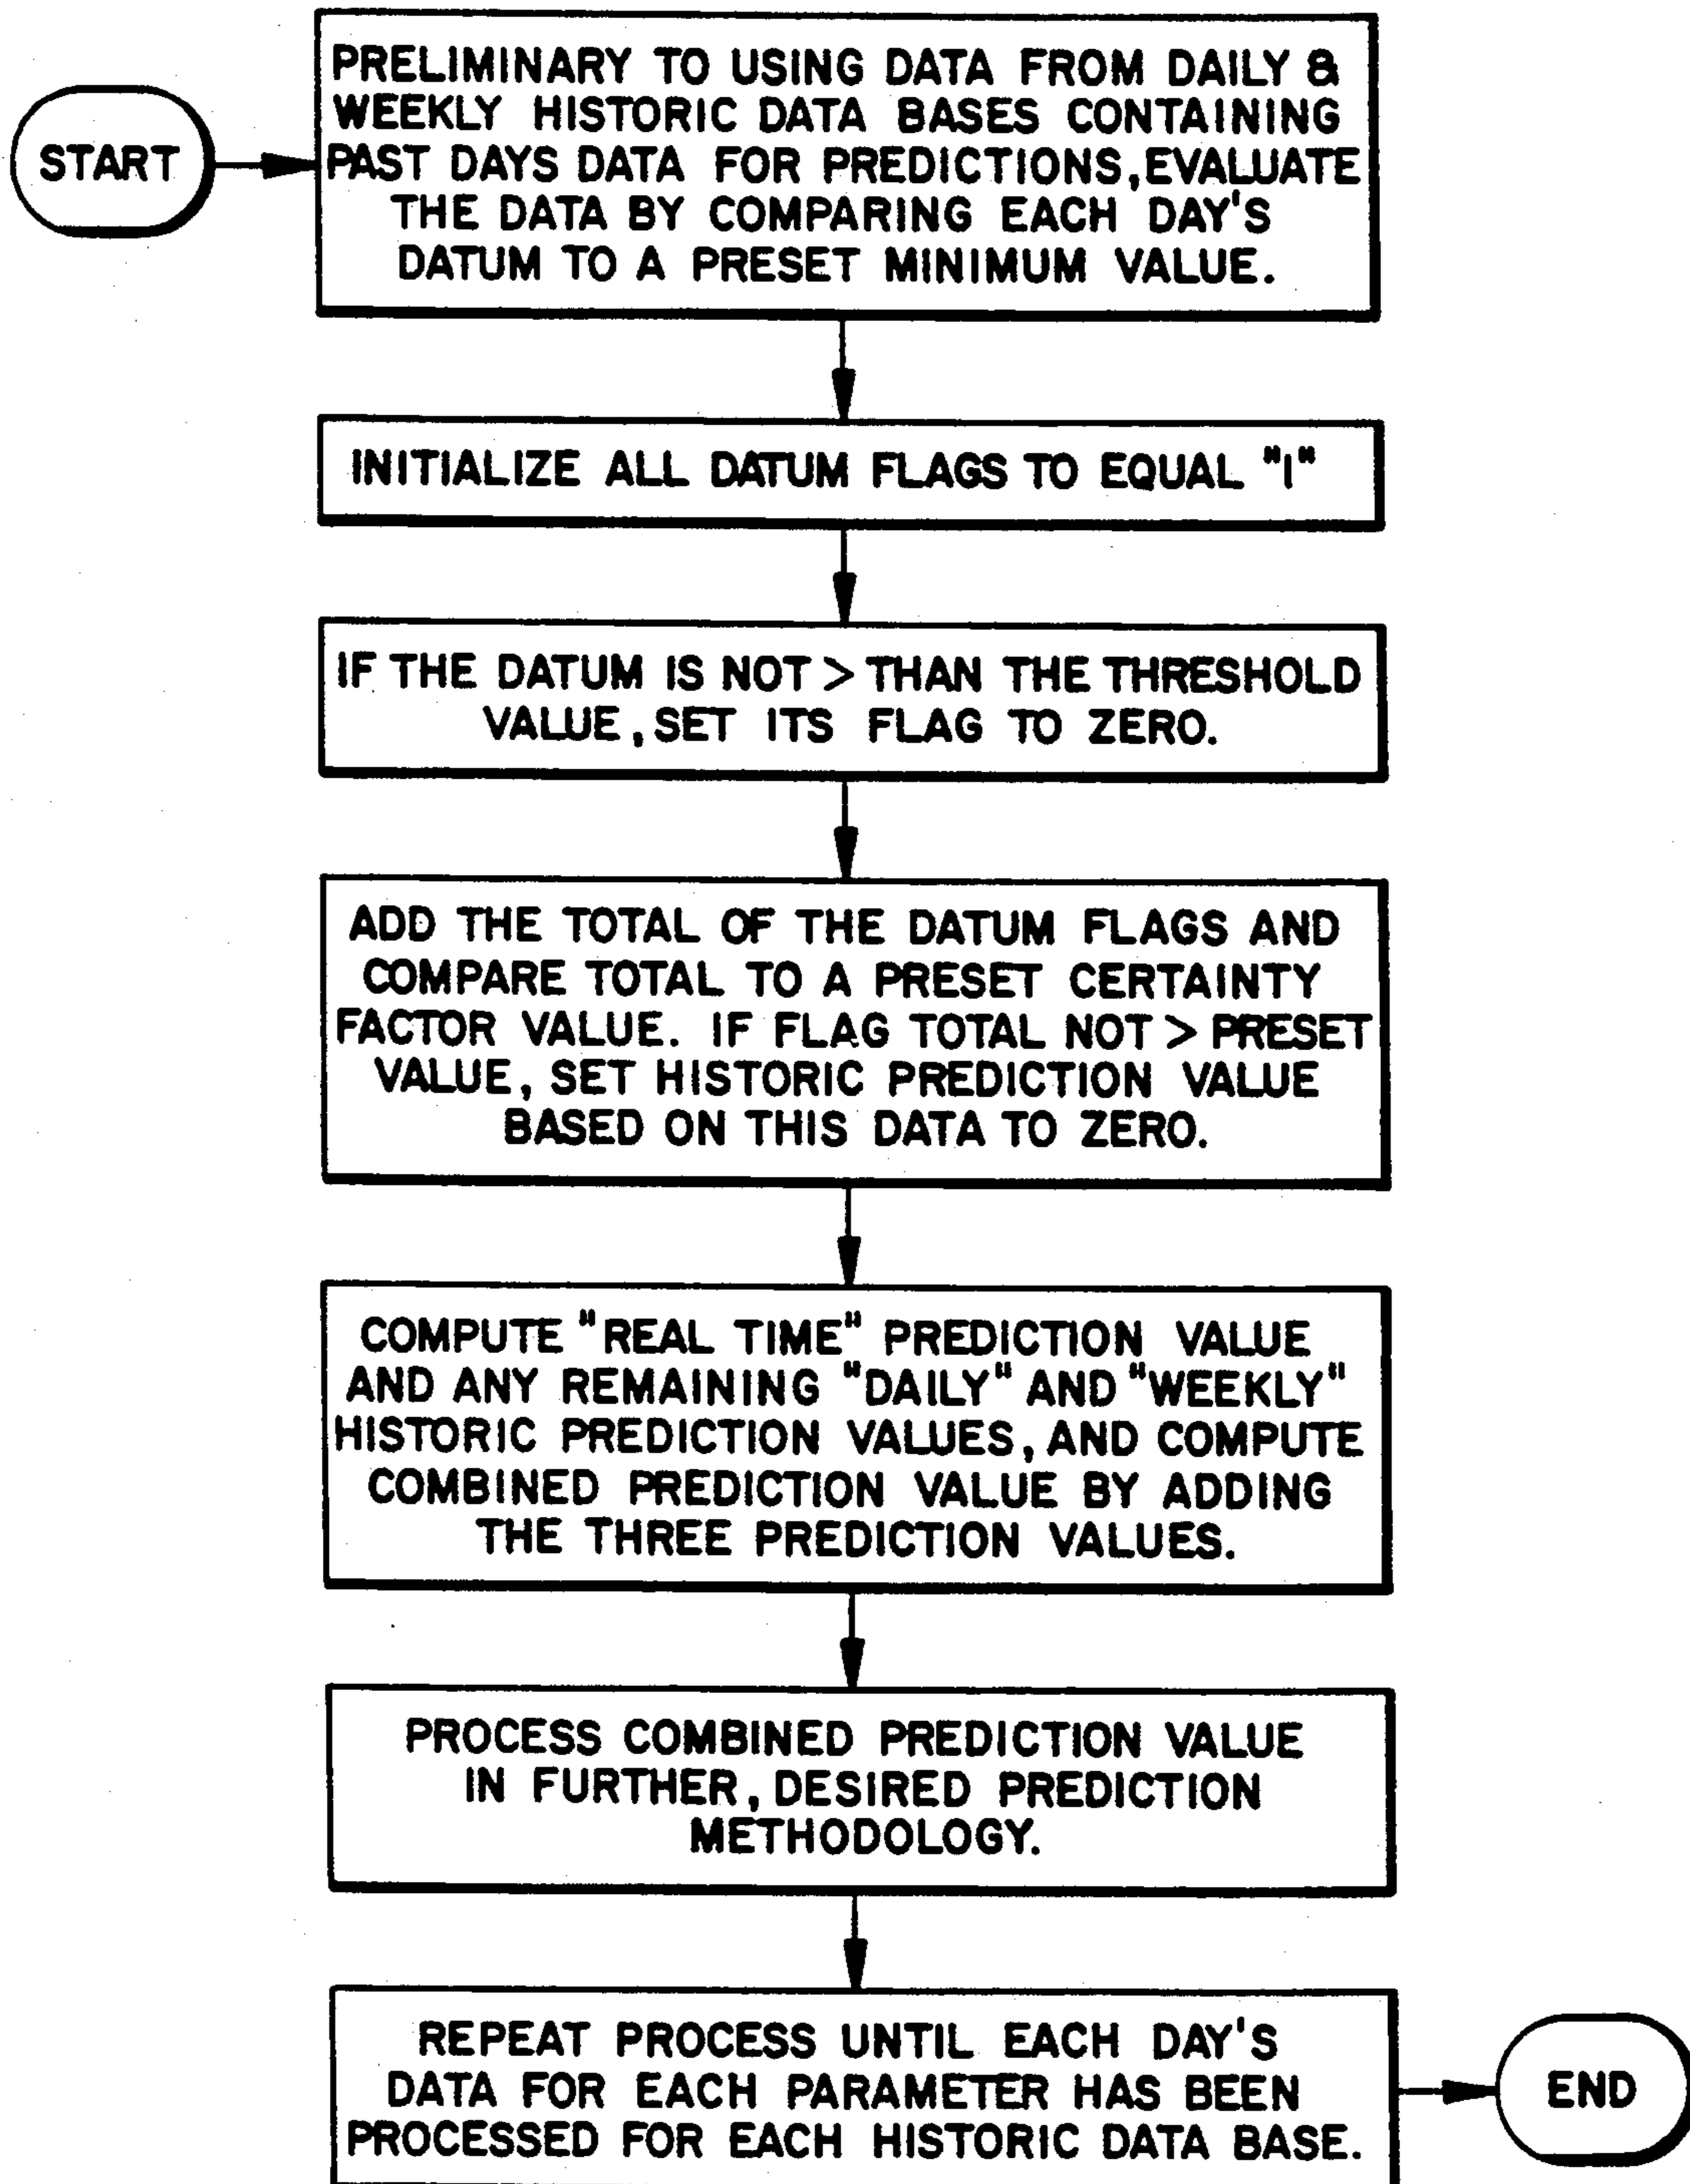 START
PRELIMINARY TO USING DATA FROM DAILY &
WEEKLY HISTORIC DATA BASES CONTAINING
PAST DAYS DATA FOR PREDICTIONS, EVALUATE
THE DATA BY COMPARING EACH DAY'S
DATUM TO A PRESET MINIMUM VALUE.
INITIALIZE ALL DATUM FLAGS TO EQUAL "1"
IF THE DATUM IS NOT > THAN THE THRESHOLD
VALUE, SET ITS FLAG TO ZERO.
ADD THE TOTAL OF THE DATUM FLAGS AND
COMPARE TOTAL TO A PRESET CERTAINTY
FACTOR VALUE. IF FLAG TOTAL NOT > PRESET
VALUE, SET HISTORIC PREDICTION VALUE
BASED ON THIS DATA TO ZERO.
COMPUTE "REAL TIME" PREDICTION VALUE
AND ANY REMAINING "DAILY" AND "WEEKLY"
HISTORIC PREDICTION VALUES, AND COMPUTE
COMBINED PREDICTION VALUE BY ADDING
THE THREE PREDICTION VALUES.
PROCESS COMBINED PREDICTION VALUE
IN FURTHER, DESIRED PREDICTION
METHODOLOGY.
REPEAT PROCESS UNTIL EACH DAY'S
DATA FOR EACH PARAMETER HAS BEEN
PROCESSED FOR EACH HISTORIC DATA BASE.
END